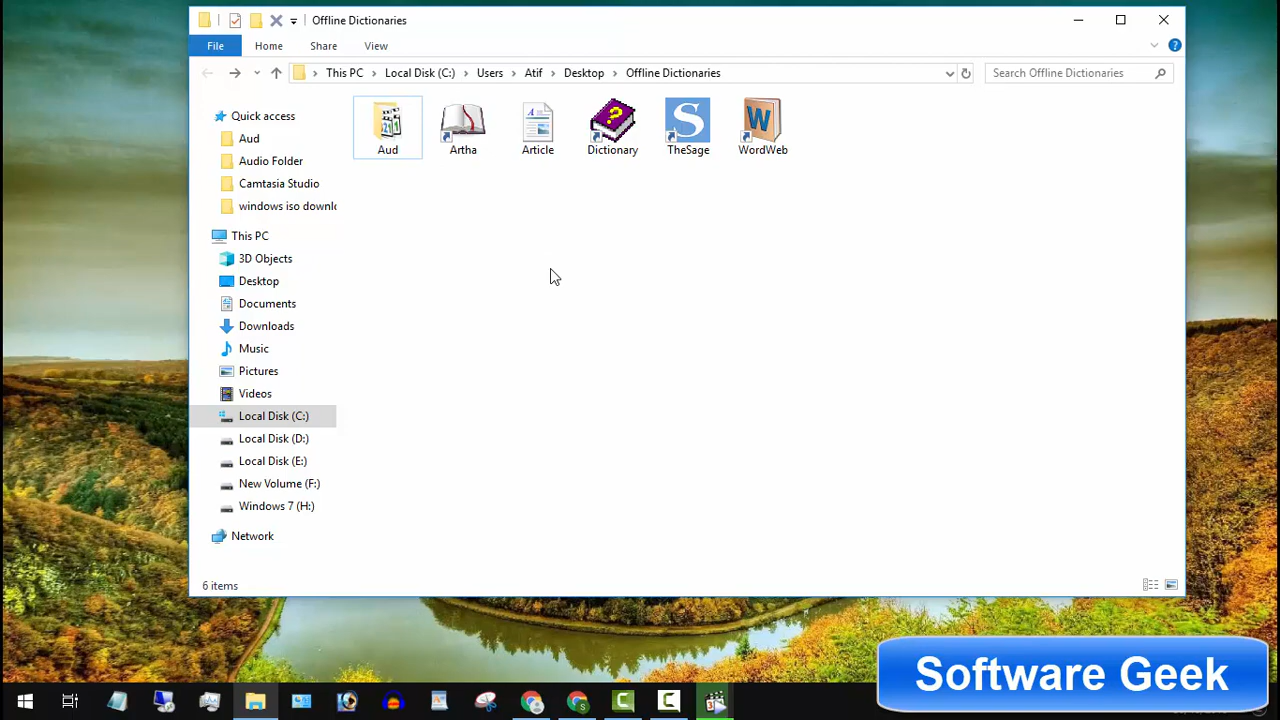 Offline Dictionaries
File Home Share View
This PC Local Disk (C:) Users Atif Desktop Offline Dictionaries Search Offline Dictionaries
Quick access
Aud
Audio Folder
Camtasia Studio
windows iso downlo
This PC
3D Objects
Desktop
Documents
Downloads
Music
Pictures
Videos
Local Disk (C:)
Local Disk (D:)
Local Disk (E:)
New Volume (F:)
Windows 7 (H:)
Network
Aud Artha Article Dictionary TheSage WordWeb
6 items
Software Geek